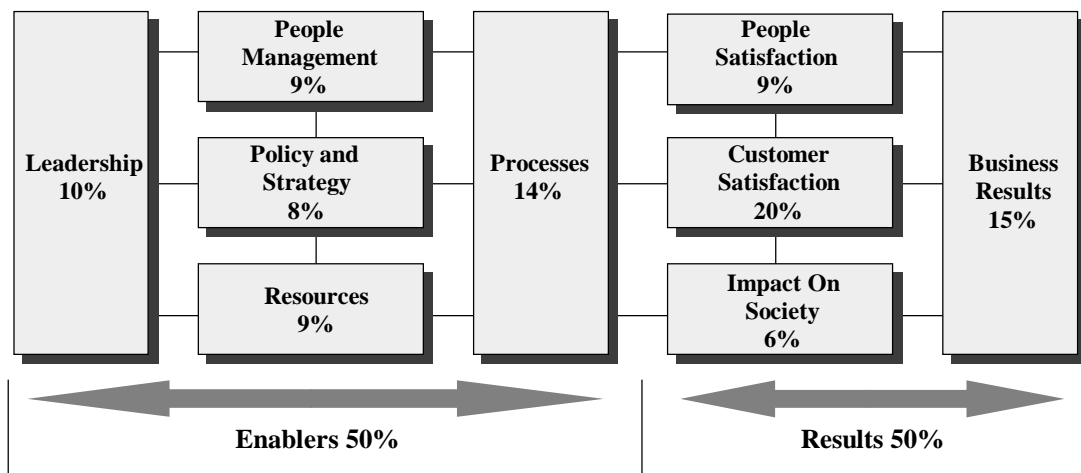 Leadership
10%
People
Management
9%
Policy and
Strategy
8%
Resources
9%
Processes
14%
People
Satisfaction
9%
Customer
Satisfaction
20%
Impact On
Society
6%
Business
Results
15%
Enablers 50%
Results 50%